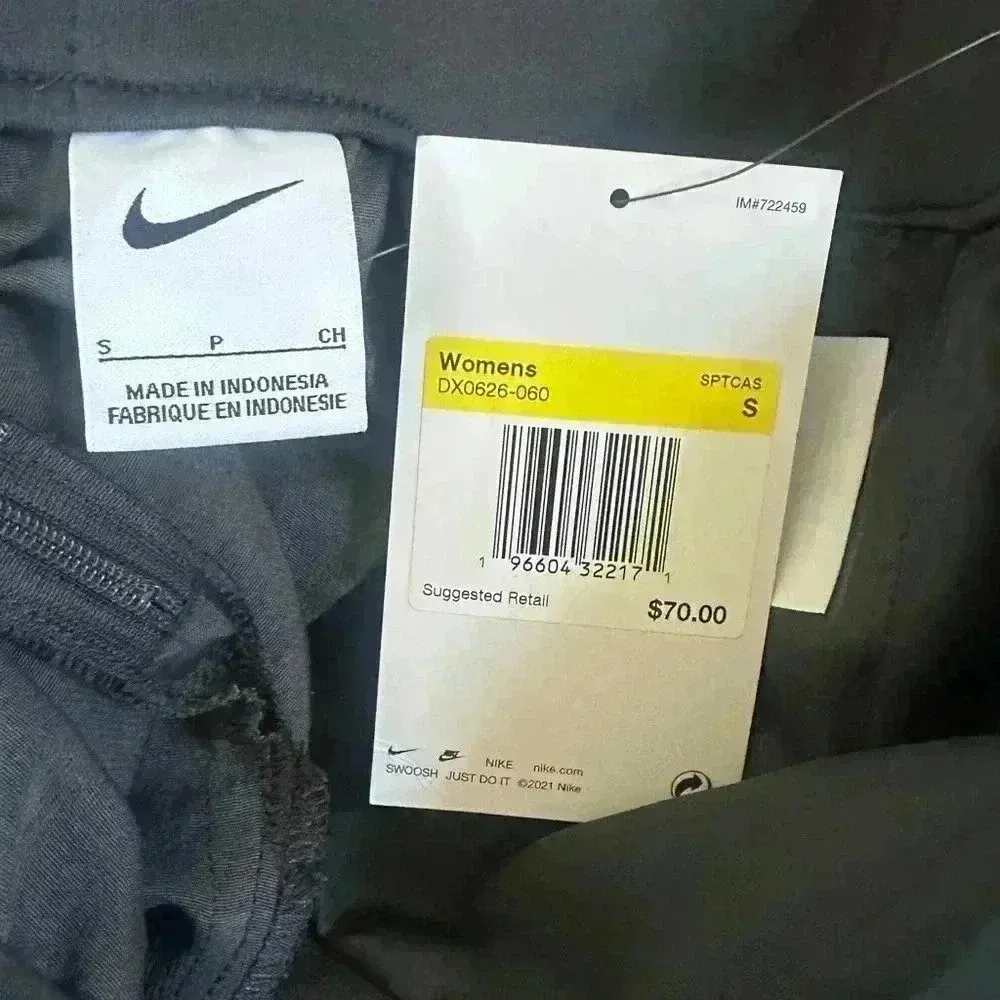 S P CH
MADE IN INDONESIA
FABRIQUE EN INDONESIE
IM#722459
Womens
DX0626-060
SPTCAS
S
1 96604 32217 1
Suggested Retail
$70.00
NIKE nike.com
SWOOSH JUST DO IT ©2021 Nike